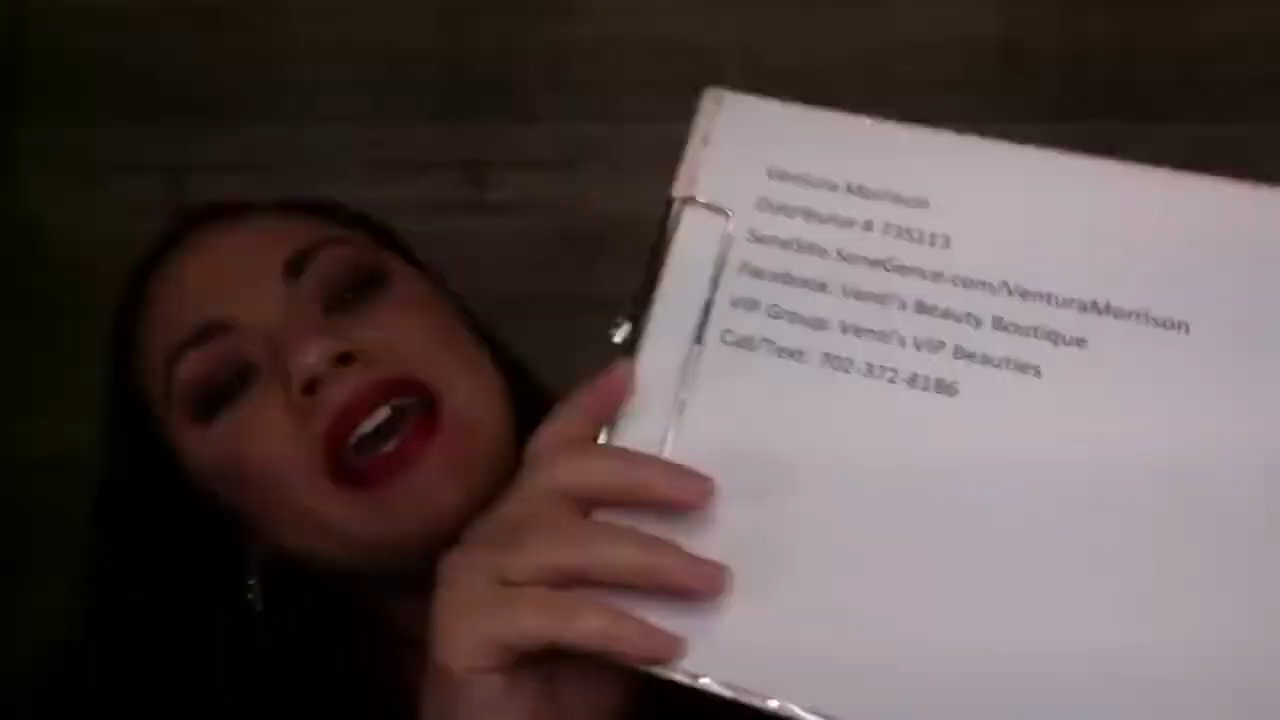 Ventura Morrison
Distributor # 735113
SeneSite.SeneGence.com/VenturaMorrison
Facebook: Venti's Beauty Boutique
VIP Group: Venti's VIP Beauties
Call/Text: 702-372-8186